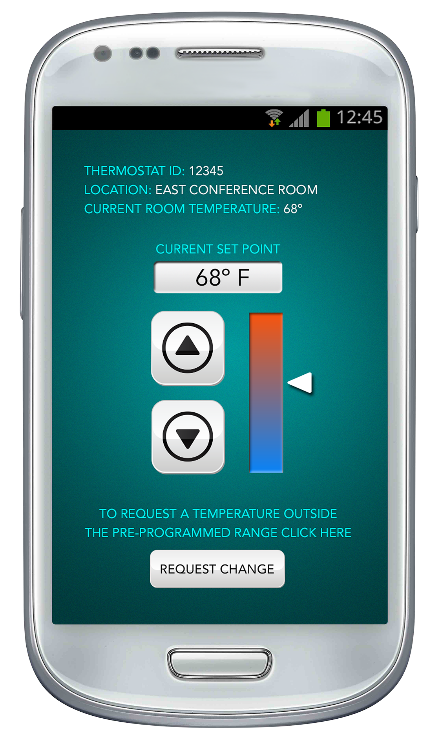 12:45
THERMOSTAT ID: 12345
LOCATION: EAST CONFERENCE ROOM
CURRENT ROOM TEMPERATURE: 68°
CURRENT SET POINT
68° F
TO REQUEST A TEMPERATURE OUTSIDE
THE PRE-PROGRAMMED RANGE CLICK HERE
REQUEST CHANGE